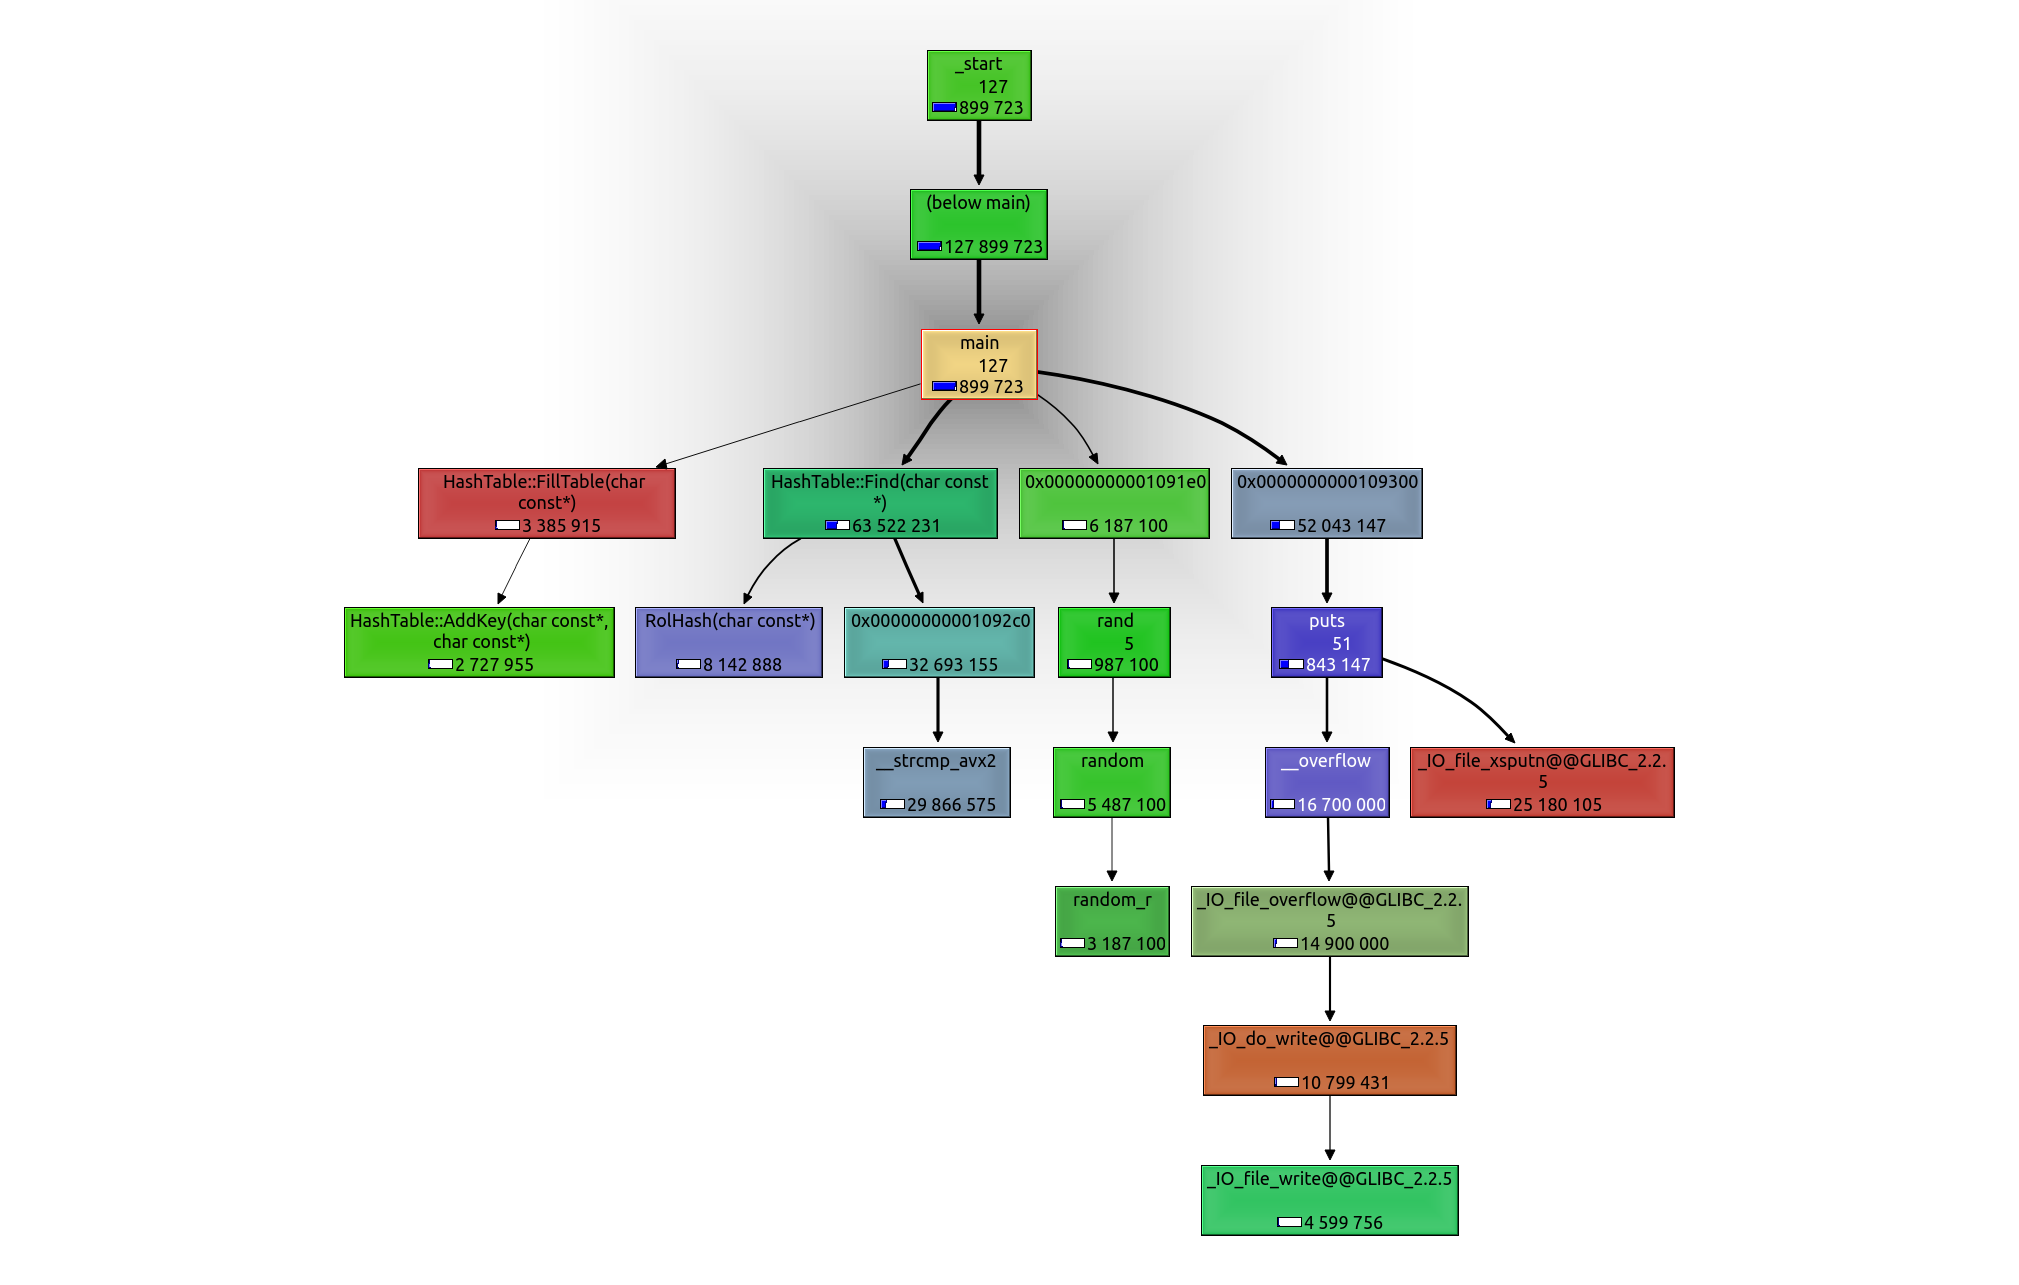 _start
127
899 723
(below main)
127 899 723
main
127
899 723
HashTable::FillTable(char
const*)
3 385 915
HashTable::Find(char const
*)
63 522 231
0x00000000001091e0
6 187 100
0x0000000000109300
52 043 147
HashTable::AddKey(char const*,
char const*)
2 727 955
RolHash(char const*)
8 142 888
0x00000000001092c0
32 693 155
rand
5
987 100
puts
51
843 147
__strcmp_avx2
29 866 575
random
5 487 100
__overflow
16 700 000
_IO_file_xsputn@@GLIBC_2.2.
5
25 180 105
random_r
3 187 100
_IO_file_overflow@@GLIBC_2.2.
5
14 900 000
_IO_do_write@@GLIBC_2.2.5
10 799 431
_IO_file_write@@GLIBC_2.2.5
4 599 756